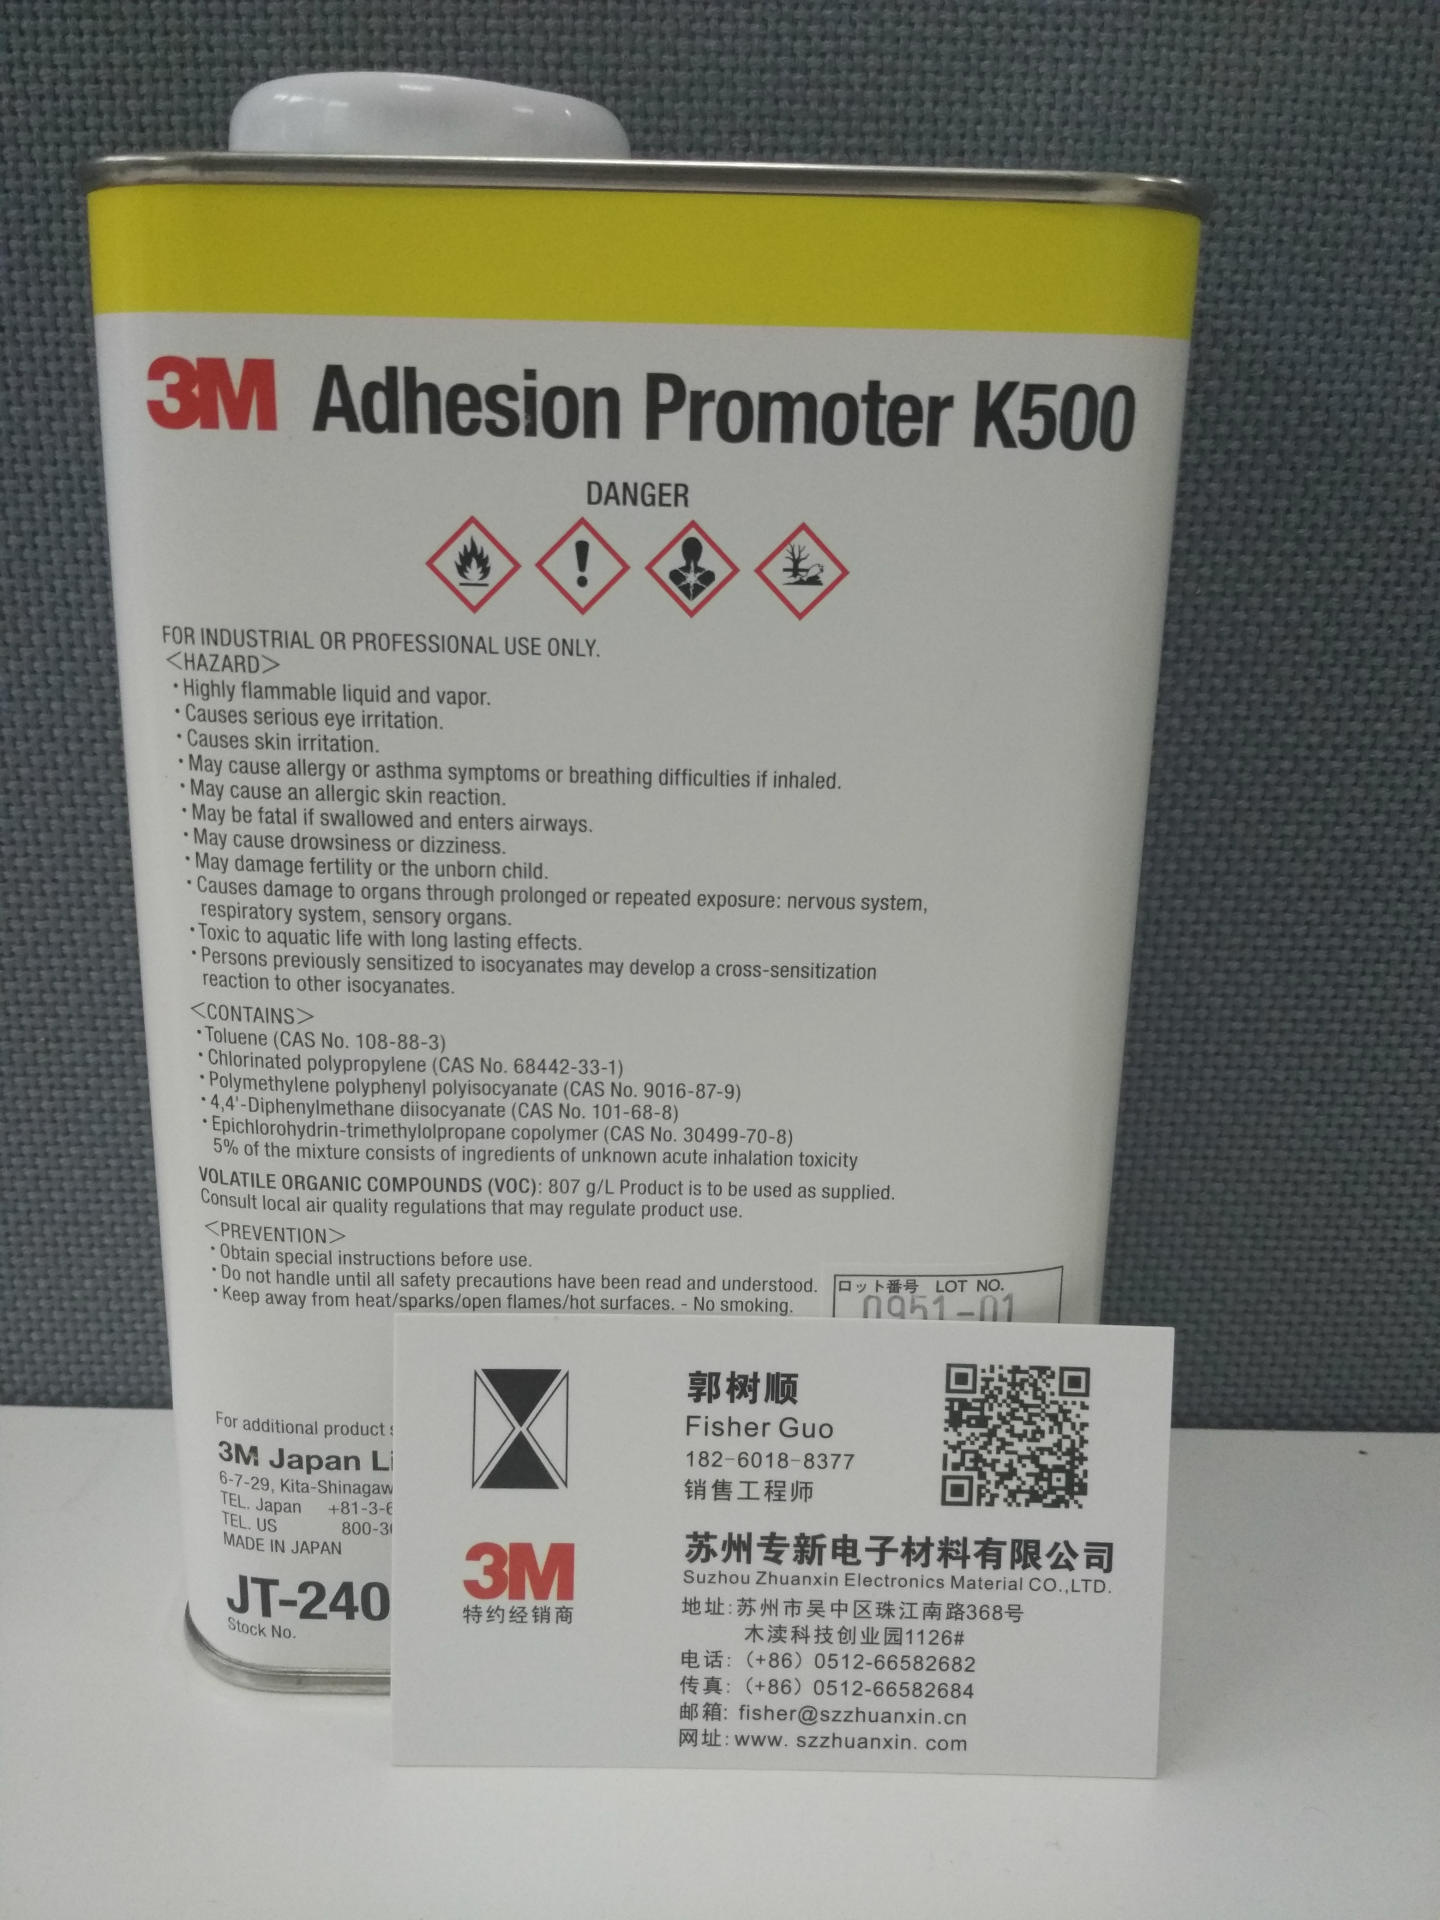 3M Adhesion Promoter K500
DANGER
FOR INDUSTRIAL OR PROFESSIONAL USE ONLY.
<HAZARD>
・Highly flammable liquid and vapor.
・Causes serious eye irritation.
・Causes skin irritation.
・May cause allergy or asthma symptoms or breathing difficulties if inhaled.
・May cause an allergic skin reaction.
・May be fatal if swallowed and enters airways.
・May cause drowsiness or dizziness.
・May damage fertility or the unborn child.
・Causes damage to organs through prolonged or repeated exposure: nervous system,
respiratory system, sensory organs.
・Toxic to aquatic life with long lasting effects.
・Persons previously sensitized to isocyanates may develop a cross-sensitization
reaction to other isocyanates.
<CONTAINS>
・Toluene (CAS No. 108-88-3)
・Chlorinated polypropylene (CAS No. 68442-33-1)
・Polymethylene polyphenyl polyisocyanate (CAS No. 9016-87-9)
・4,4'-Diphenylmethane diisocyanate (CAS No. 101-68-8)
・Epichlorohydrin-trimethylolpropane copolymer (CAS No. 30499-70-8)
5% of the mixture consists of ingredients of unknown acute inhalation toxicity
VOLATILE ORGANIC COMPOUNDS (VOC): 807 g/L Product is to be used as supplied.
Consult local air quality regulations that may regulate product use.
<PREVENTION>
・Obtain special instructions before use.
・Do not handle until all safety precautions have been read and understood.
・Keep away from heat/sparks/open flames/hot surfaces. - No smoking.
ロット番号 LOT NO.
0951-01
For additional product
3M Japan
6-7-29, Kita-Shinagaw
TEL. Japan +81-3-6
TEL. US 800-3
MADE IN JAPAN
JT-240
Stock No.
郭树顺
Fisher Guo
182-6018-8377
销售工程师
3M
特约经销商
苏州专新电子材料有限公司
Suzhou Zhuanxin Electronics Material CO.,LTD.
地址:苏州市吴中区珠江南路368号
木渎科技创业园1126#
电话:（+86）0512-66582682
传真:（+86）0512-66582684
邮箱: fisher@szzhuanxin.cn
网址:www. szzhuanxin. com